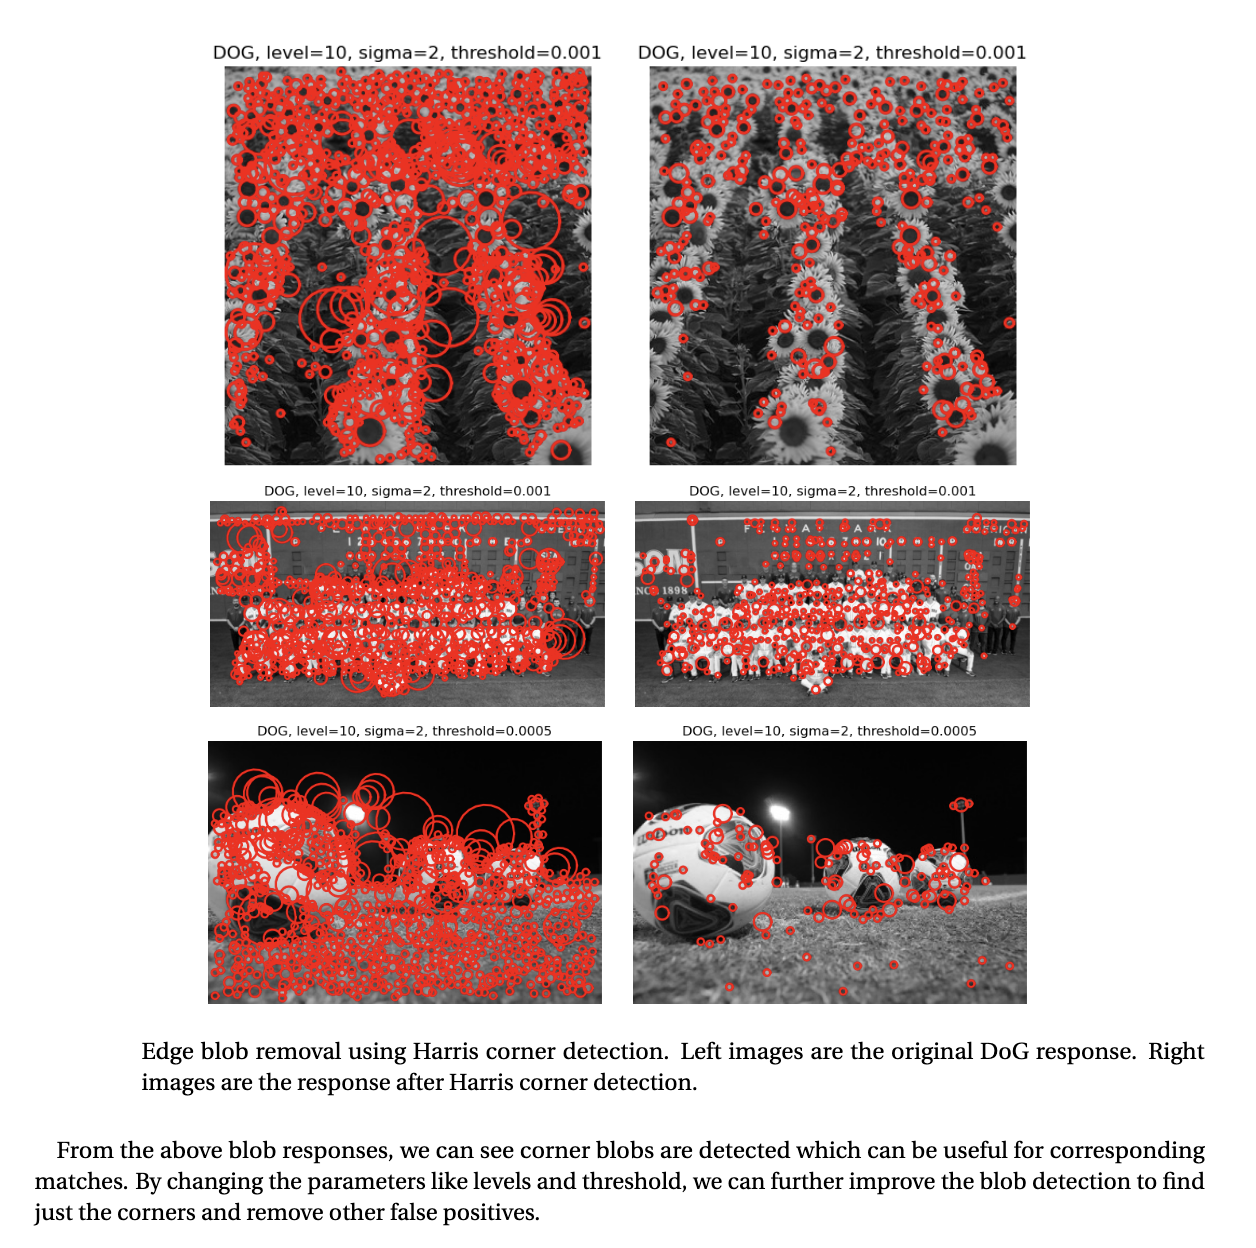 DOG, level=10, sigma=2, threshold=0.001
DOG, level=10, sigma=2, threshold=0.001
DOG, level=10, sigma=2, threshold=0.001
DOG, level=10, sigma=2, threshold=0.001
1898
DOG, level=10, sigma=2, threshold=0.0005
DOG, level=10, sigma=2, threshold=0.0005
Edge blob removal using Harris corner detection. Left images are the original DoG response. Right
images are the response after Harris corner detection.
From the above blob responses, we can see corner blobs are detected which can be useful for corresponding
matches. By changing the parameters like levels and threshold, we can further improve the blob detection to find
just the corners and remove other false positives.